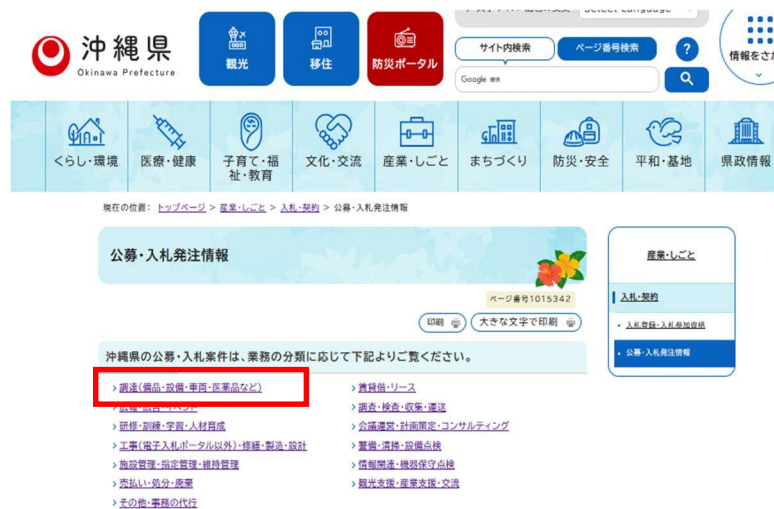 沖縄県
Okinawa Prefecture
観光
移住
防災ポータル
サイト内検索
ページ番号検索
?
Google 提供
情報をさが
くらし・環境
医療・健康
子育て・福
祉・教育
文化・交流
産業・しごと
まちづくり
防災・安全
平和・基地
県政情報
現在の位置: トップページ > 産業・しごと > 入札・契約 > 公募・入札発注情報
公募・入札発注情報
ページ番号1015342
印刷
大きな文字で印刷
産業・しごと
入札・契約
入札登録・入札参加資格
公募・入札発注情報
沖縄県の公募・入札案件は、業務の分類に応じて下記よりご覧ください。
調達(備品・設備・車両・医薬品など)
賃貸借・リース
広報・広告・イベント
調査・検査・収集・運送
研修・訓練・学習・人材育成
会議運営・計画策定・コンサルティング
工事(電子入札ポータル以外)・修繕・製造・設計
警備・清掃・設備点検
施設管理・指定管理・維持管理
情報関連・機器保守点検
売払い・処分・廃棄
観光支援・産業支援・交流
その他・事務の代行